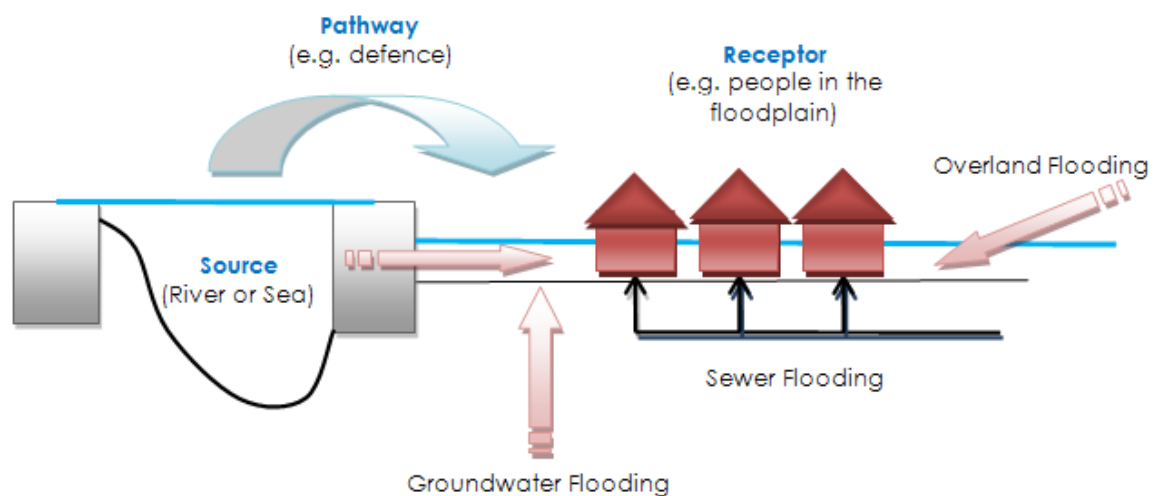 Pathway
(e.g. defence)
Receptor
(e.g. people in the
floodplain)
Overland Flooding
Source
(River or Sea)
Sewer Flooding
Groundwater Flooding